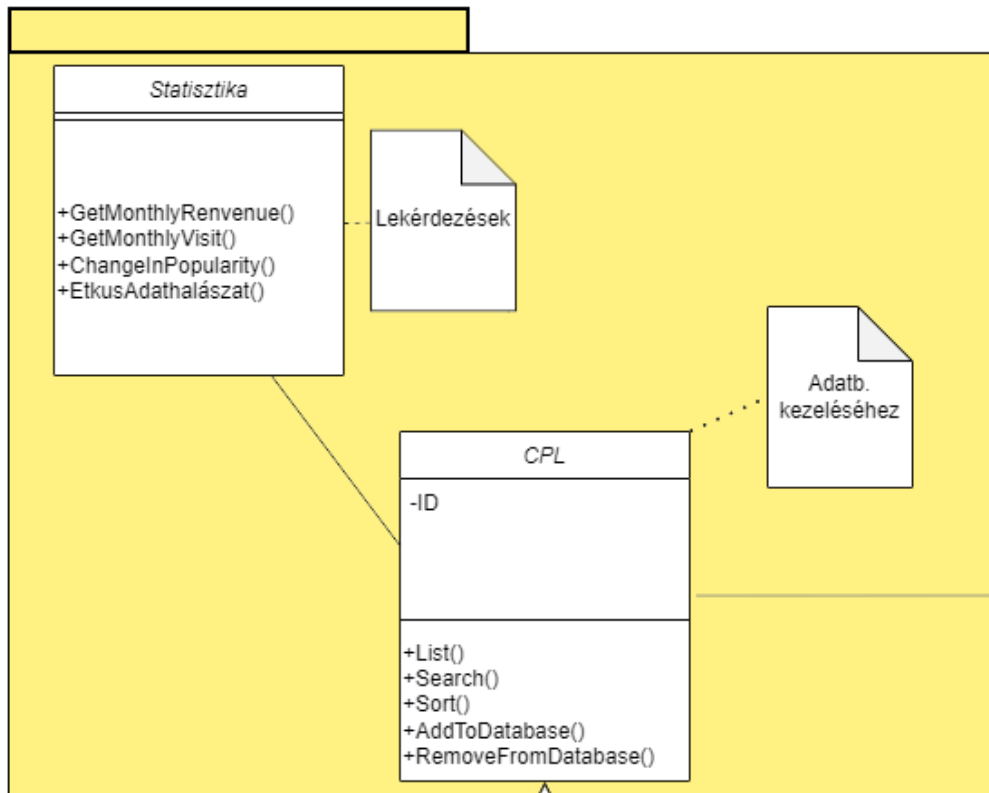 Statisztika
+GetMonthlyRenvenue()
+GetMonthlyVisit()
+ChangeInPopularity()
+EtkusAdathalászat()
Lekérdezések
Adatb.
kezeléséhez
CPL
-ID
+List()
+Search()
+Sort()
+AddToDatabase()
+RemoveFromDatabase()